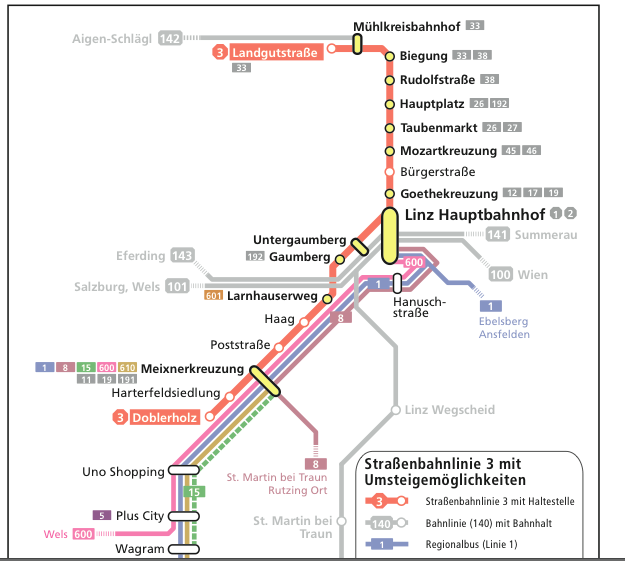 Mühlkreisbahnhof 33
Aigen-Schlägl 142
3 Landgutstraße
33
Biegung 33 38
Rudolfstraße 38
Hauptplatz 26 192
Taubenmarkt 26 27
Mozartkreuzung 45 46
Bürgerstraße
Goethekreuzung 12 17 19
Linz Hauptbahnhof 1 2
141 Summerau
Untergaumberg
Eferding 143
192 Gaumberg
600
100 Wien
Salzburg, Wels 101
1
601 Larnhauserweg
Hanusch-
straße
1
Ebelsberg
Ansfelden
Haag
8
Poststraße
1 8 15 600 610 Meixnerkreuzung
11 19 191
Harterfeldsiedlung
3 Doblerholz
Linz Wegscheid
8
St. Martin bei Traun
Rutzing Ort
Uno Shopping
15
5 Plus City
Wels 600
Wagram
St. Martin bei
Traun
Straßenbahnlinie 3 mit
Umsteigemöglichkeiten
3 Straßenbahnlinie 3 mit Haltestelle
140 Bahnlinie (140) mit Bahnhalt
1 Regionalbus (Linie 1)